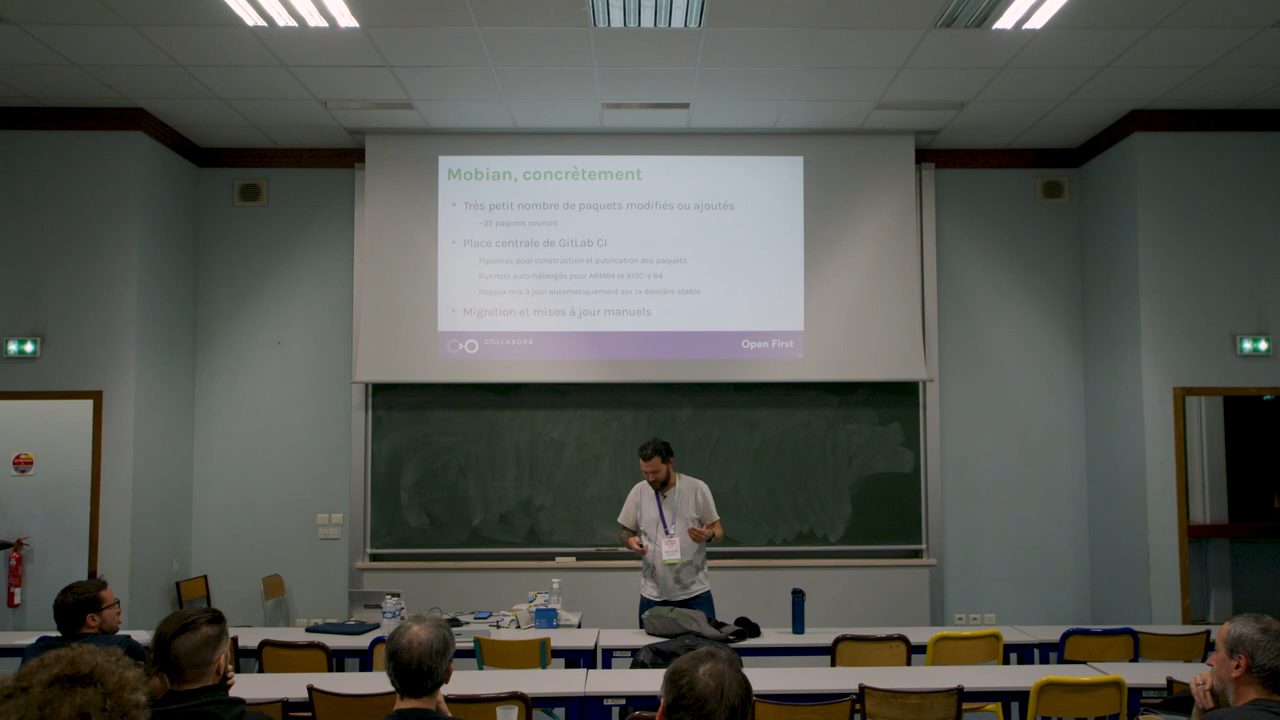 Mobian, concrètement
Très petit nombre de paquets modifiés ou ajoutés
~35 paquets sources
Place centrale de GitLab CI
Pipelines pour construction et publication des paquets
Runners auto-hébergés pour ARM64 et RISC-V 64
Noyaux mis à jour automatiquement sur la dernière stable
Migration et mises à jour manuels
COLLABORA
Open First